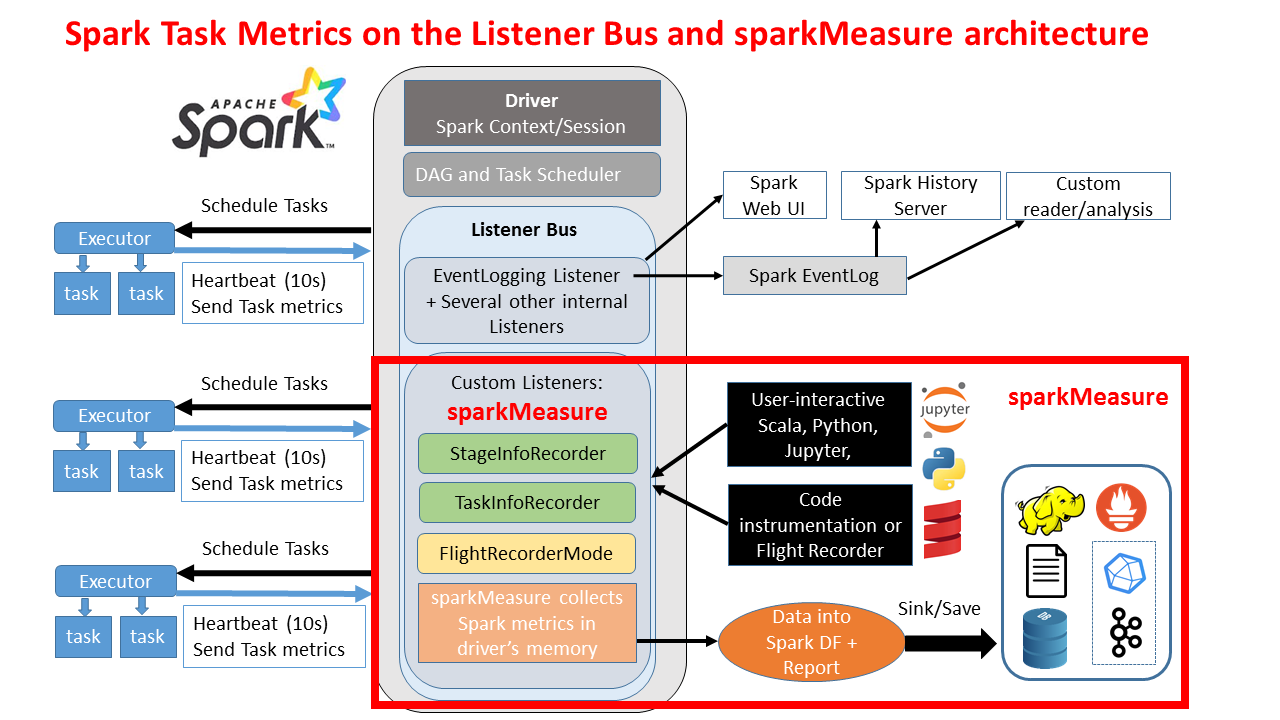 Spark Task Metrics on the Listener Bus and sparkMeasure architecture
APACHE
Spark™
Driver
Spark Context/Session
DAG and Task Scheduler
Listener Bus
EventLogging Listener
+ Several other internal
Listeners
Spark
Web UI
Spark History
Server
Custom
reader/analysis
Spark EventLog
Schedule Tasks
Executor
task
task
Heartbeat (10s)
Send Task metrics
Schedule Tasks
Executor
task
task
Heartbeat (10s)
Send Task metrics
Schedule Tasks
Executor
task
task
Heartbeat (10s)
Send Task metrics
Custom Listeners:
sparkMeasure
StageInfoRecorder
TaskInfoRecorder
FlightRecorderMode
sparkMeasure collects
Spark metrics in
driver's memory
User-interactive
Scala, Python,
Jupyter,
jupyter
sparkMeasure
Code
instrumentation or
Flight Recorder
Data into
Spark DF +
Report
Sink/Save
DB